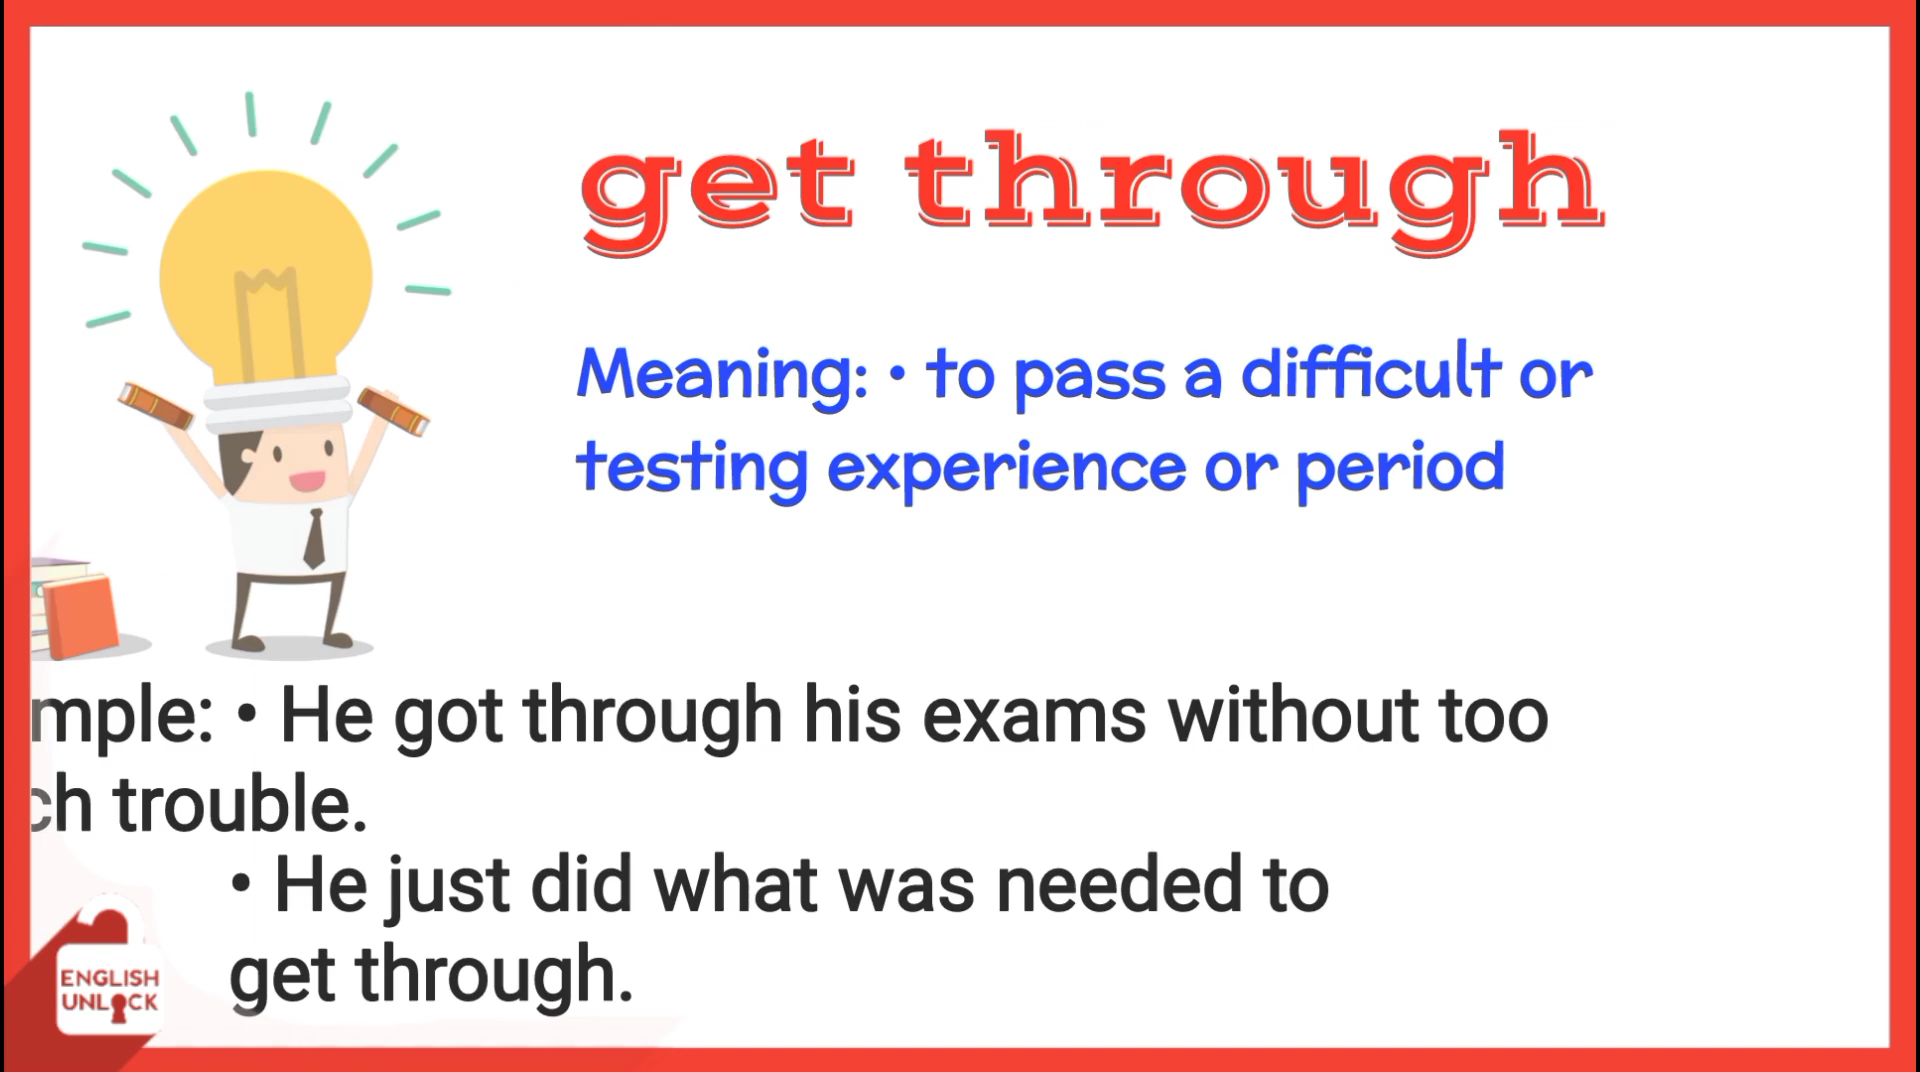 get through
Meaning: • to pass a difficult or
testing experience or period
mple: • He got through his exams without too
ch trouble.
• He just did what was needed to
get through.
ENGLISH
UNLOCK